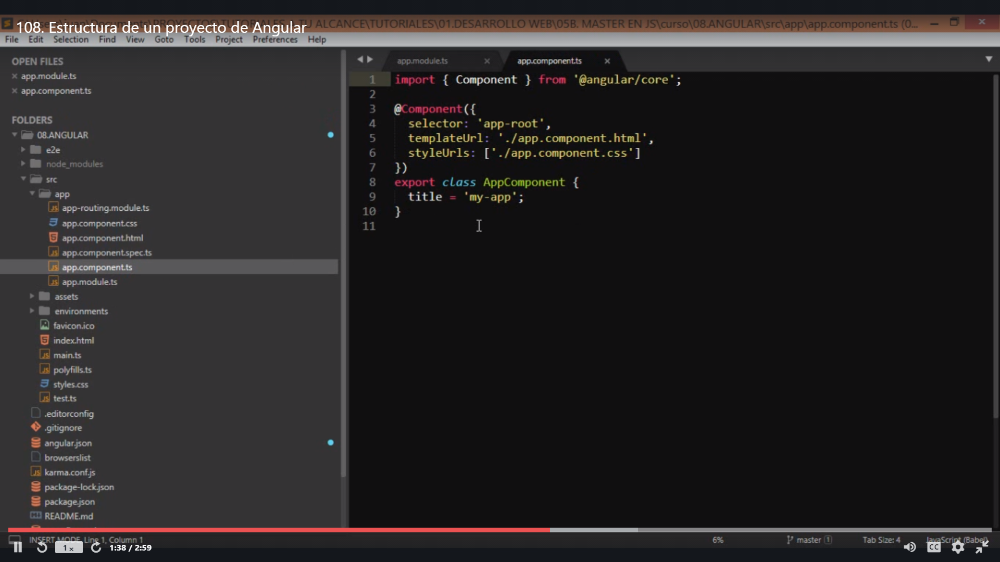 108. Estructura de un proyecto de Angular
PROYECTOS\TUTORIALES A TU ALCANCE\TUTORIALES\01.DESARROLLO WEB\05B. MASTER EN JS\curso\08.ANGULAR\src\app\app.component.ts (0...
File Edit Selection Find View Goto Tools Project Preferences Help
OPEN FILES
app.module.ts
app.component.ts
FOLDERS
08.ANGULAR
e2e
node_modules
src
app
app-routing.module.ts
app.component.css
app.component.html
app.component.spec.ts
app.component.ts
app.module.ts
assets
environments
favicon.ico
index.html
main.ts
polyfills.ts
styles.css
test.ts
.editorconfig
.gitignore
angular.json
browserslist
karma.conf.js
package-lock.json
package.json
README.md
app.module.ts app.component.ts
1 import { Component } from '@angular/core';
2
3 @Component({
4 selector: 'app-root',
5 templateUrl: './app.component.html',
6 styleUrls: ['./app.component.css']
7 })
8 export class AppComponent {
9 title = 'my-app';
10 }
11
INSERT MODE, Line 1, Column 1
6% master 1 Tab Size: 4 JavaScript (Babel)
1x 1:38 / 2:59 CC